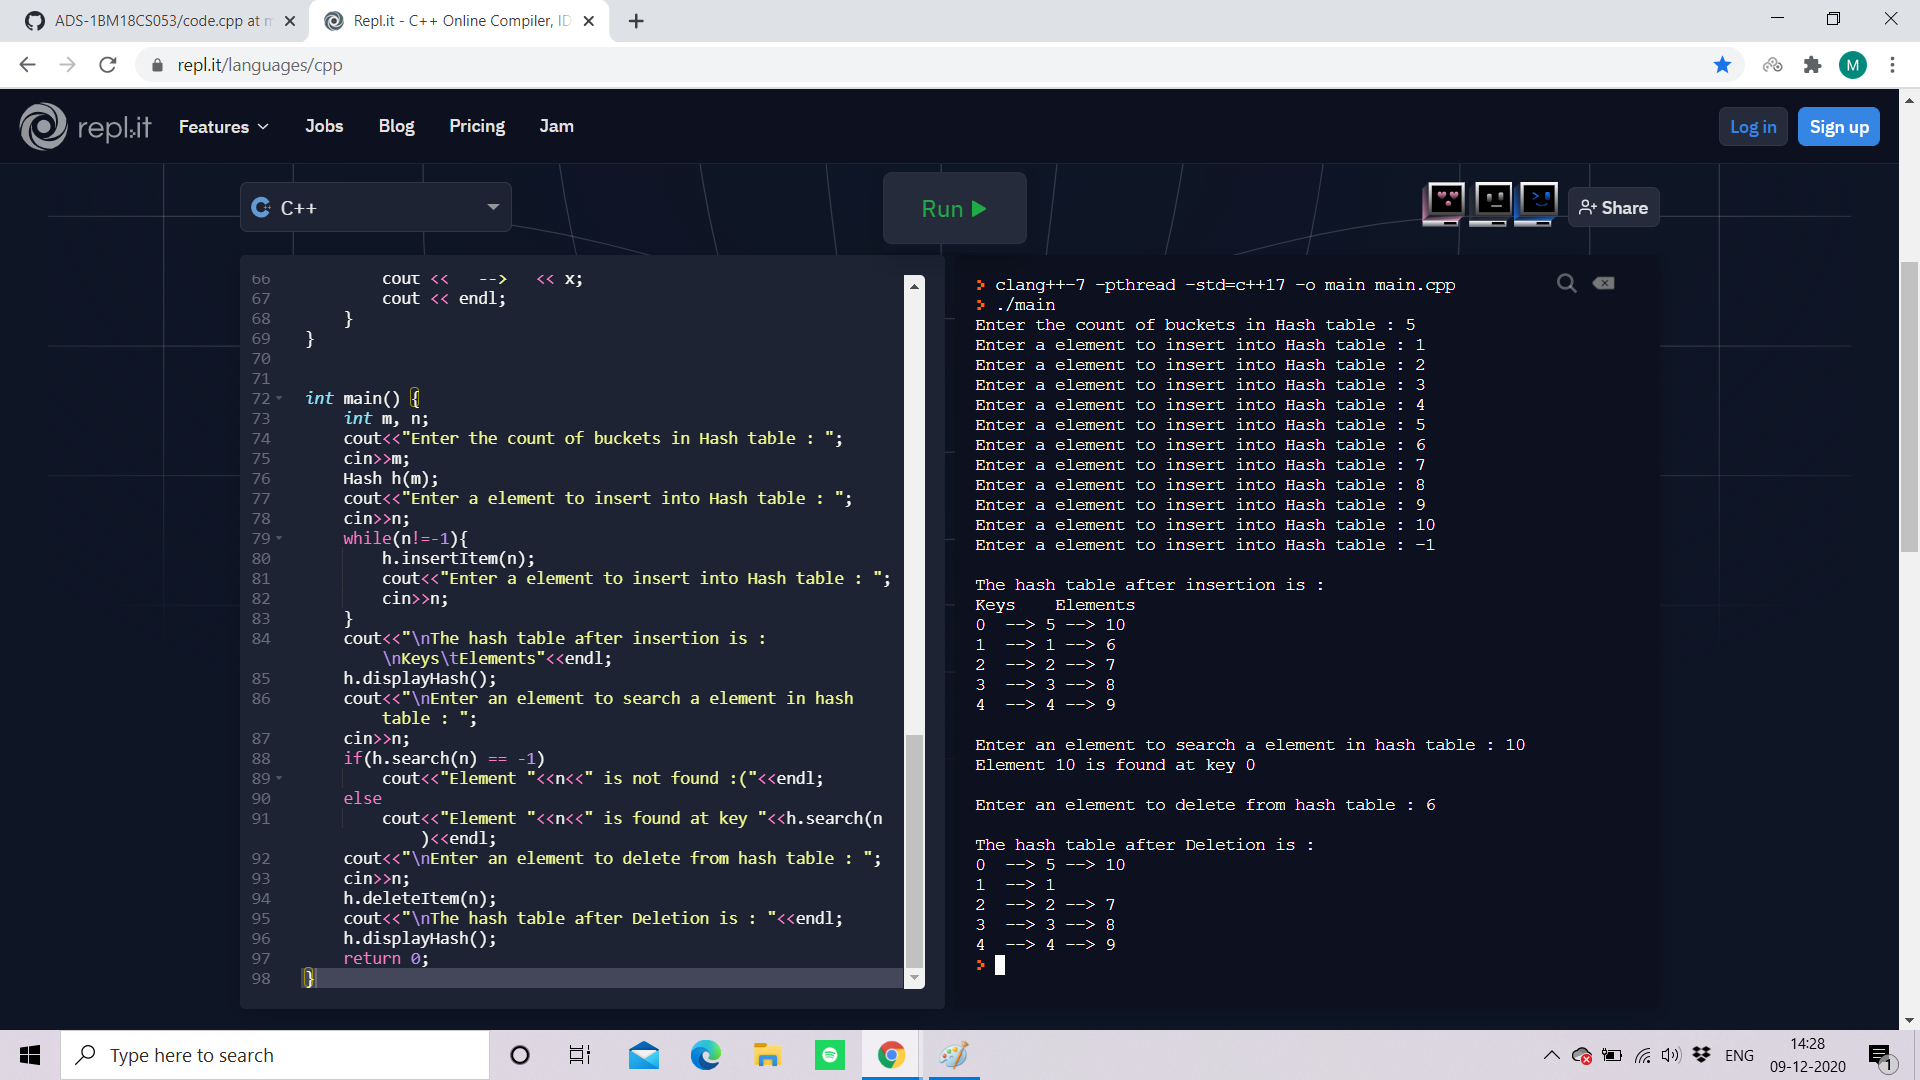 ADS-1BM18CS053/code.cpp at m
Repl.it - C++ Online Compiler, ID
repl.it/languages/cpp
M
repl.it
Features
Jobs
Blog
Pricing
Jam
Log in
Sign up
C++
Run
Share
66 cout << --> << x;
67 cout << endl;
68 }
69 }
70
71
72 int main() {
73 int m, n;
74 cout<<"Enter the count of buckets in Hash table : ";
75 cin>>m;
76 Hash h(m);
77 cout<<"Enter a element to insert into Hash table : ";
78 cin>>n;
79 while(n!=-1){
80 h.insertItem(n);
81 cout<<"Enter a element to insert into Hash table : ";
82 cin>>n;
83 }
84 cout<<"\nThe hash table after insertion is :
\nKeys\tElements"<<endl;
85 h.displayHash();
86 cout<<"\nEnter an element to search a element in hash
table : ";
87 cin>>n;
88 if(h.search(n) == -1)
89 cout<<"Element "<<n<<" is not found :("<<endl;
90 else
91 cout<<"Element "<<n<<" is found at key "<<h.search(n
)<<endl;
92 cout<<"\nEnter an element to delete from hash table : ";
93 cin>>n;
94 h.deleteItem(n);
95 cout<<"\nThe hash table after Deletion is : "<<endl;
96 h.displayHash();
97 return 0;
98 }
> clang++-7 -pthread -std=c++17 -o main main.cpp
> ./main
Enter the count of buckets in Hash table : 5
Enter a element to insert into Hash table : 1
Enter a element to insert into Hash table : 2
Enter a element to insert into Hash table : 3
Enter a element to insert into Hash table : 4
Enter a element to insert into Hash table : 5
Enter a element to insert into Hash table : 6
Enter a element to insert into Hash table : 7
Enter a element to insert into Hash table : 8
Enter a element to insert into Hash table : 9
Enter a element to insert into Hash table : 10
Enter a element to insert into Hash table : -1
The hash table after insertion is :
Keys Elements
0 --> 5 --> 10
1 --> 1 --> 6
2 --> 2 --> 7
3 --> 3 --> 8
4 --> 4 --> 9
Enter an element to search a element in hash table : 10
Element 10 is found at key 0
Enter an element to delete from hash table : 6
The hash table after Deletion is :
0 --> 5 --> 10
1 --> 1
2 --> 2 --> 7
3 --> 3 --> 8
4 --> 4 --> 9
>
Type here to search
ENG
14:28
09-12-2020
1